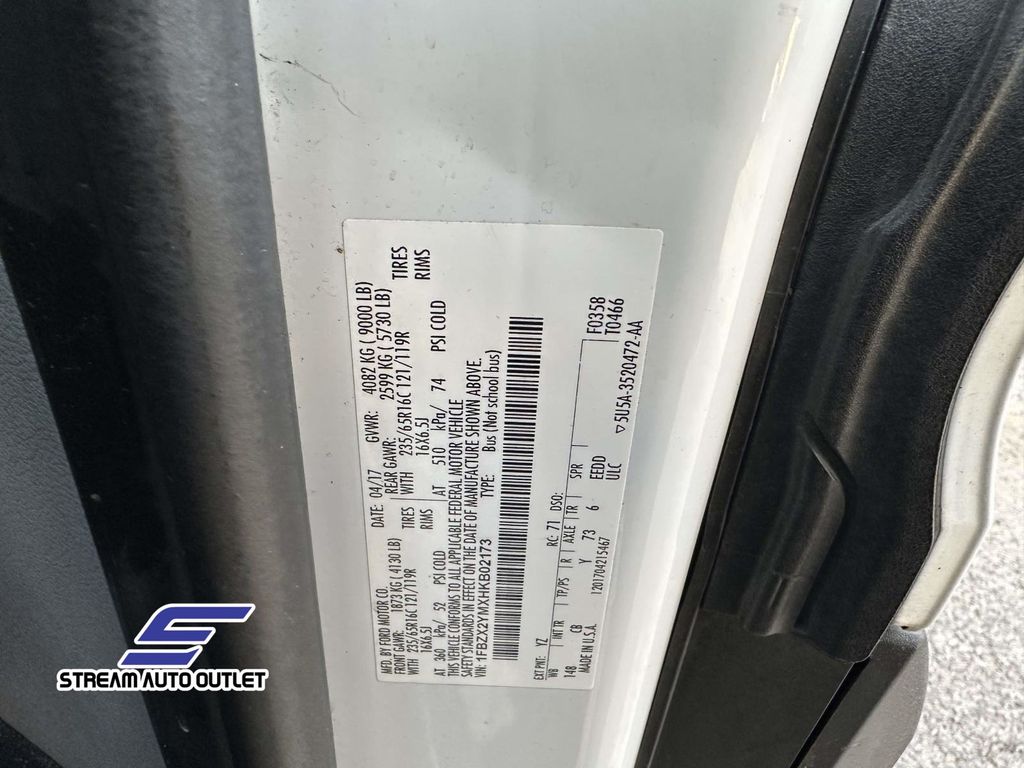 MFD. BY FORD MOTOR CO. DATE: 04/17 GVWR: 4082 KG ( 9000 LB)
FRONT GAWR: 1873 KG ( 4130 LB) REAR GAWR: 2599 KG ( 5730 LB)
WITH 235/65R16C 121/119R TIRES WITH 235/65R16C 121/119R TIRES
16X6.5J RIMS 16X6.5J RIMS
AT 360 kPa/ 52 PSI COLD AT 510 kPa/ 74 PSI COLD
THIS VEHICLE CONFORMS TO ALL APPLICABLE FEDERAL MOTOR VEHICLE
SAFETY STANDARDS IN EFFECT ON THE DATE OF MANUFACTURE SHOWN ABOVE.
VIN: 1FBZX2YMXHKB02173 TYPE: Bus (Not school bus)
EXT PNT: YZ RC: 71 DSO: F0358
WB INT TR TP/PS R AXLE TR SPR T0466
148 CB Y 73 6 EEDD
MADE IN U.S.A. 1201704215467 ULC ▽5U5A-3520472-AA
STREAM AUTO OUTLET